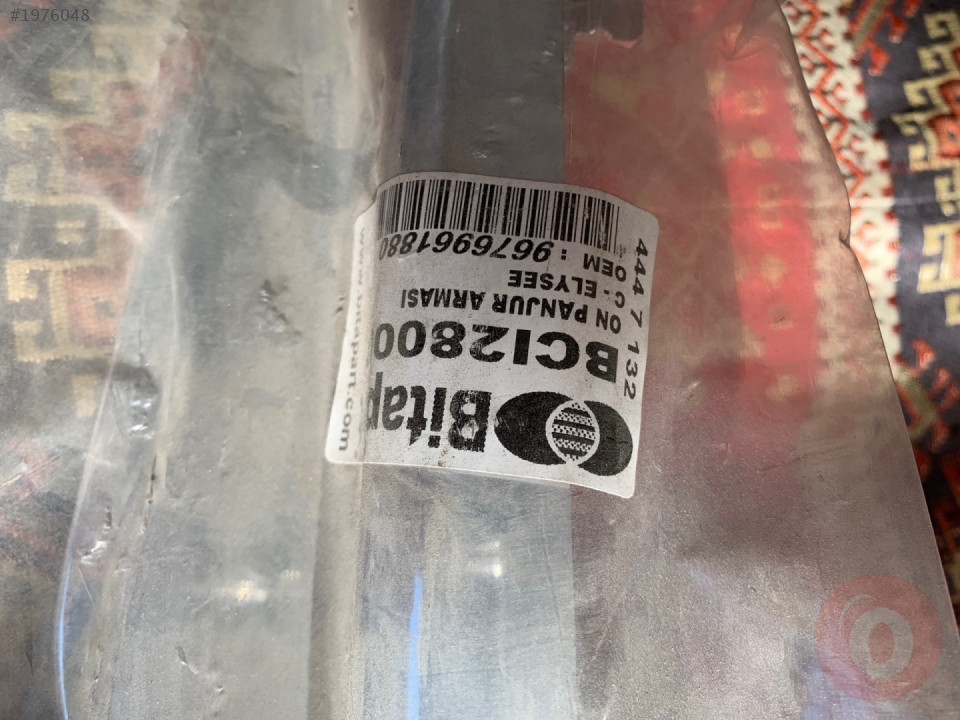 #1976048
Bitap
BCI2800
ON PANJUR ARMASI
C - ELYSEE
OEM : 9676961880
444 7 132
www.bitapart.com